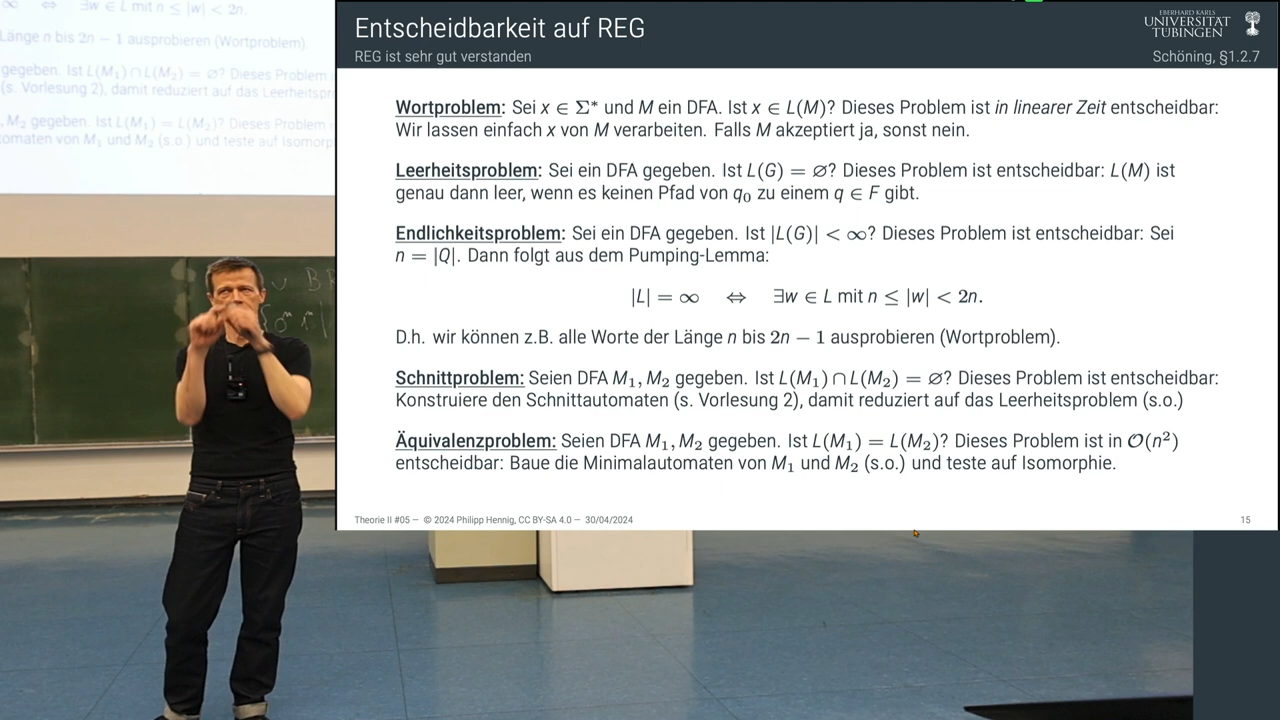 ∞ ⇔ ∃w ∈ L mit n ≤ |w| < 2n.
Länge n bis 2n − 1 ausprobieren (Wortproblem).
gegeben. Ist L(M₁) ∩ L(M₂) = ∅? Dieses Problem
(s. Vorlesung 2), damit reduziert auf das Leerheitspr
, M₂ gegeben. Ist L(M₁) = L(M₂)? Dieses Problem
omaten von M₁ und M₂ (s.o.) und teste auf Isomorp
Entscheidbarkeit auf REG
REG ist sehr gut verstanden
EBERHARD KARLS
UNIVERSITÄT
TÜBINGEN
Schöning, §1.2.7
Wortproblem: Sei x ∈ Σ* und M ein DFA. Ist x ∈ L(M)? Dieses Problem ist in linearer Zeit entscheidbar:
Wir lassen einfach x von M verarbeiten. Falls M akzeptiert ja, sonst nein.
Leerheitsproblem: Sei ein DFA gegeben. Ist L(G) = ∅? Dieses Problem ist entscheidbar: L(M) ist
genau dann leer, wenn es keinen Pfad von q₀ zu einem q ∈ F gibt.
Endlichkeitsproblem: Sei ein DFA gegeben. Ist |L(G)| < ∞? Dieses Problem ist entscheidbar: Sei
n = |Q|. Dann folgt aus dem Pumping-Lemma:
|L| = ∞ ⇔ ∃w ∈ L mit n ≤ |w| < 2n.
D.h. wir können z.B. alle Worte der Länge n bis 2n − 1 ausprobieren (Wortproblem).
Schnittproblem: Seien DFA M₁, M₂ gegeben. Ist L(M₁) ∩ L(M₂) = ∅? Dieses Problem ist entscheidbar:
Konstruiere den Schnittautomaten (s. Vorlesung 2), damit reduziert auf das Leerheitsproblem (s.o.)
Äquivalenzproblem: Seien DFA M₁, M₂ gegeben. Ist L(M₁) = L(M₂)? Dieses Problem ist in O(n²)
entscheidbar: Baue die Minimalautomaten von M₁ und M₂ (s.o.) und teste auf Isomorphie.
Theorie II #05 — © 2024 Philipp Hennig, CC BY-SA 4.0 — 30/04/2024
15